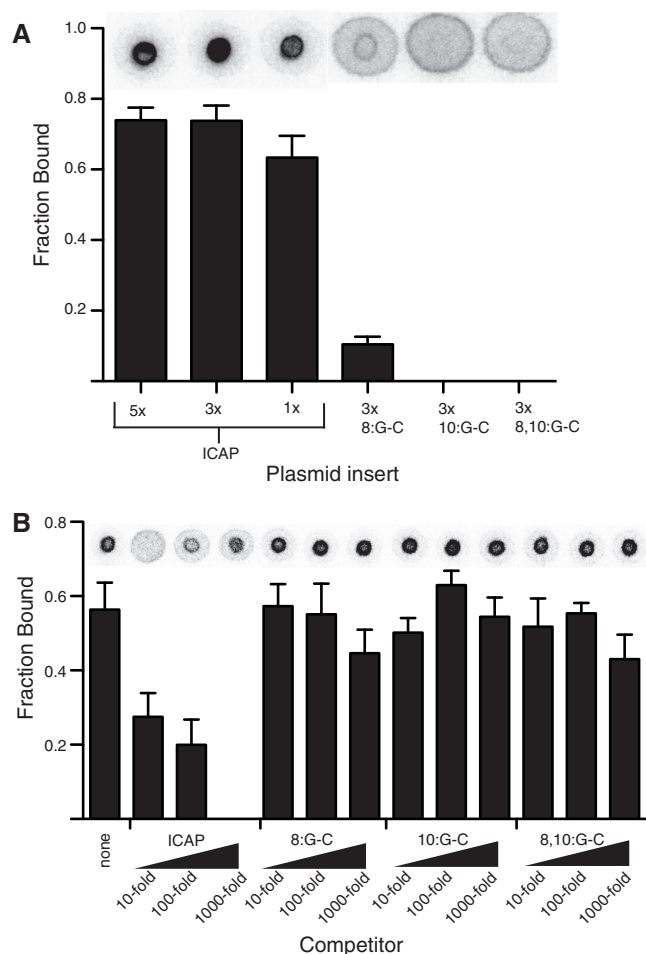 A
1.0
0.8
0.6
0.4
0.2
Fraction Bound
5x 3x 1x 3x 3x 3x
8:G-C 10:G-C 8,10:G-C
ICAP
Plasmid insert
B
0.8
0.6
0.4
0.2
Fraction Bound
none ICAP 8:G-C 10:G-C 8,10:G-C
10-fold 100-fold 1000-fold 10-fold 100-fold 1000-fold 10-fold 100-fold 1000-fold 10-fold 100-fold 1000-fold
Competitor